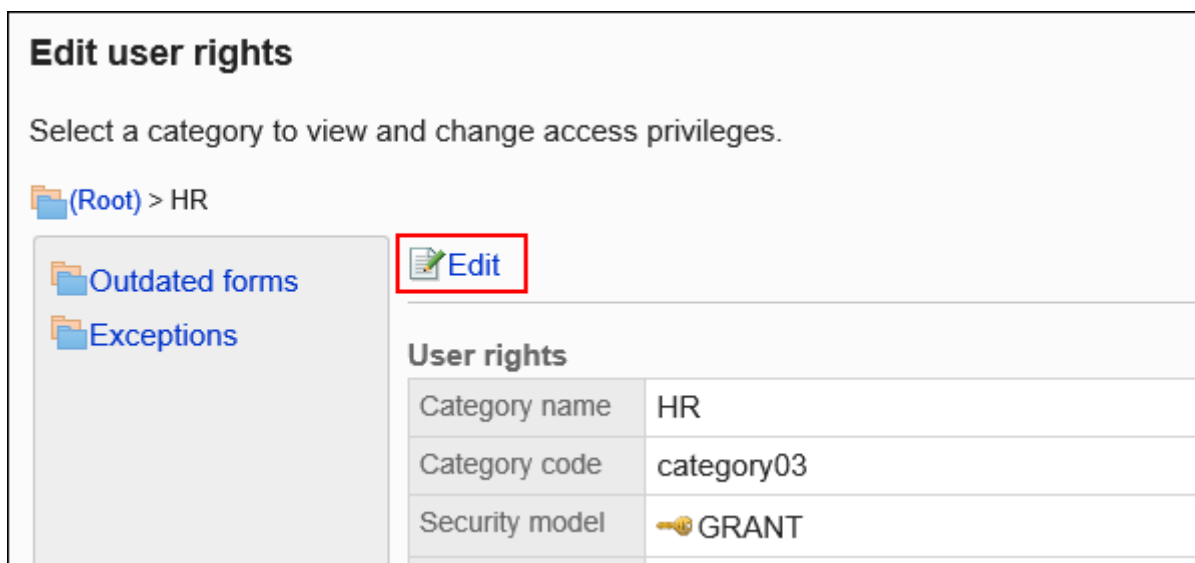 Edit user rights
Select a category to view and change access privileges.
(Root) > HR
Outdated forms
Exceptions
Edit
User rights
Category name HR
Category code category03
Security model GRANT